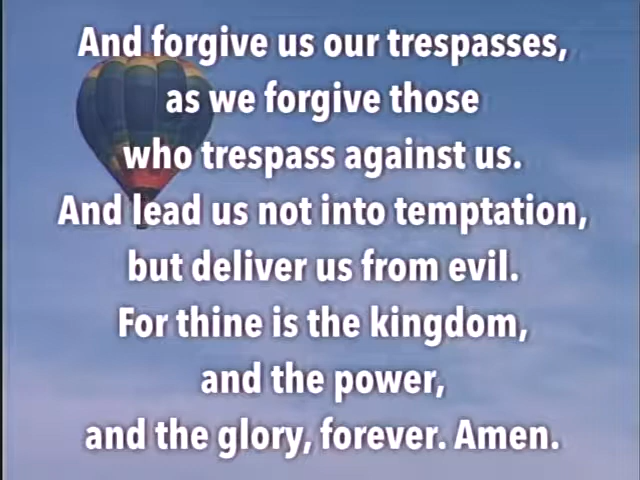 And forgive us our trespasses,
as we forgive those
who trespass against us.
And lead us not into temptation,
but deliver us from evil.
For thine is the kingdom,
and the power,
and the glory, forever. Amen.